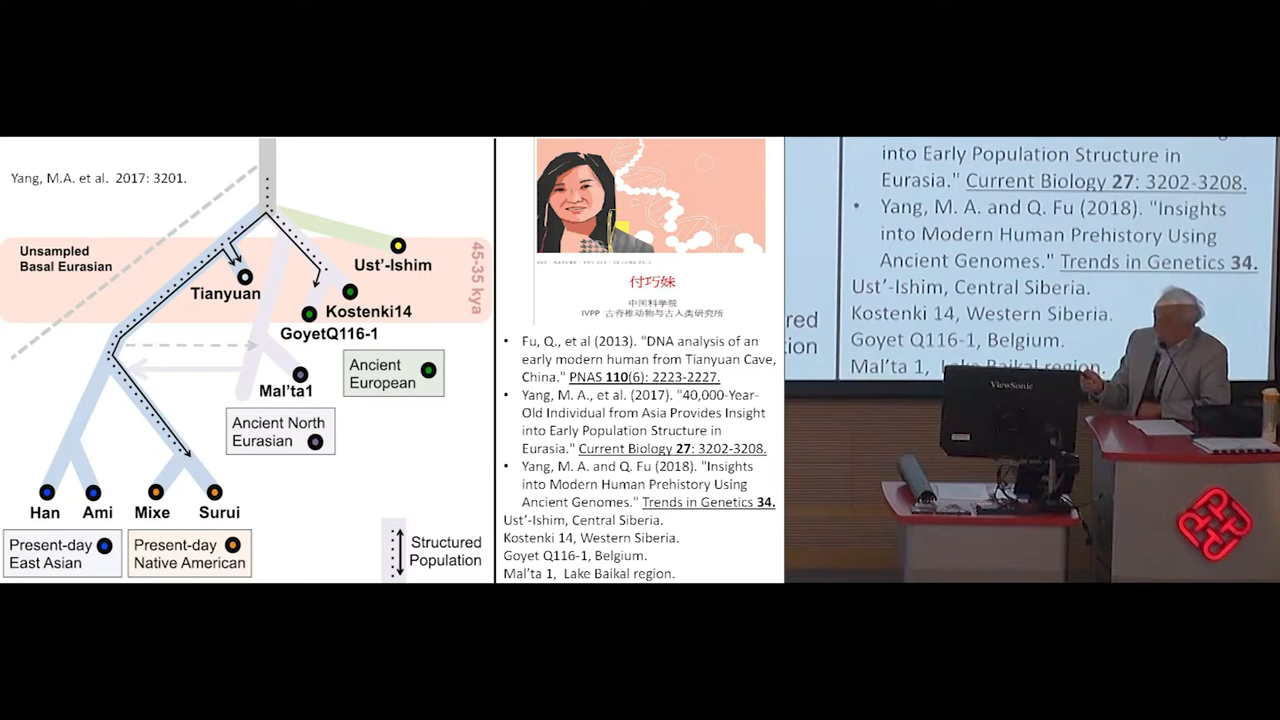 Yang, M.A. et al. 2017: 3201.
Unsampled
Basal Eurasian
45-35 kya
Ust'-Ishim
Tianyuan
Kostenki14
GoyetQ116-1
Ancient
European
Mal'ta1
Ancient North
Eurasian
Han
Ami
Mixe
Surui
Present-day
East Asian
Present-day
Native American
Structured
Population
付巧妹
中国科学院
IVPP 古脊椎动物与古人类研究所
• Fu, Q., et al (2013). "DNA analysis of an
early modern human from Tianyuan Cave,
China." PNAS 110(6): 2223-2227.
• Yang, M. A., et al. (2017). "40,000-Year-
Old Individual from Asia Provides Insight
into Early Population Structure in
Eurasia." Current Biology 27: 3202-3208.
• Yang, M. A. and Q. Fu (2018). "Insights
into Modern Human Prehistory Using
Ancient Genomes." Trends in Genetics 34.
Ust'-Ishim, Central Siberia.
Kostenki 14, Western Siberia.
Goyet Q116-1, Belgium.
Mal'ta 1, Lake Baikal region.
into Early Population Structure in
Eurasia." Current Biology 27: 3202-3208.
• Yang, M. A. and Q. Fu (2018). "Insights
into Modern Human Prehistory Using
Ancient Genomes." Trends in Genetics 34.
Ust'-Ishim, Central Siberia.
Kostenki 14, Western Siberia.
Goyet Q116-1, Belgium.
Mal'ta 1, Lake Baikal region.
ured
tion
ViewSonic